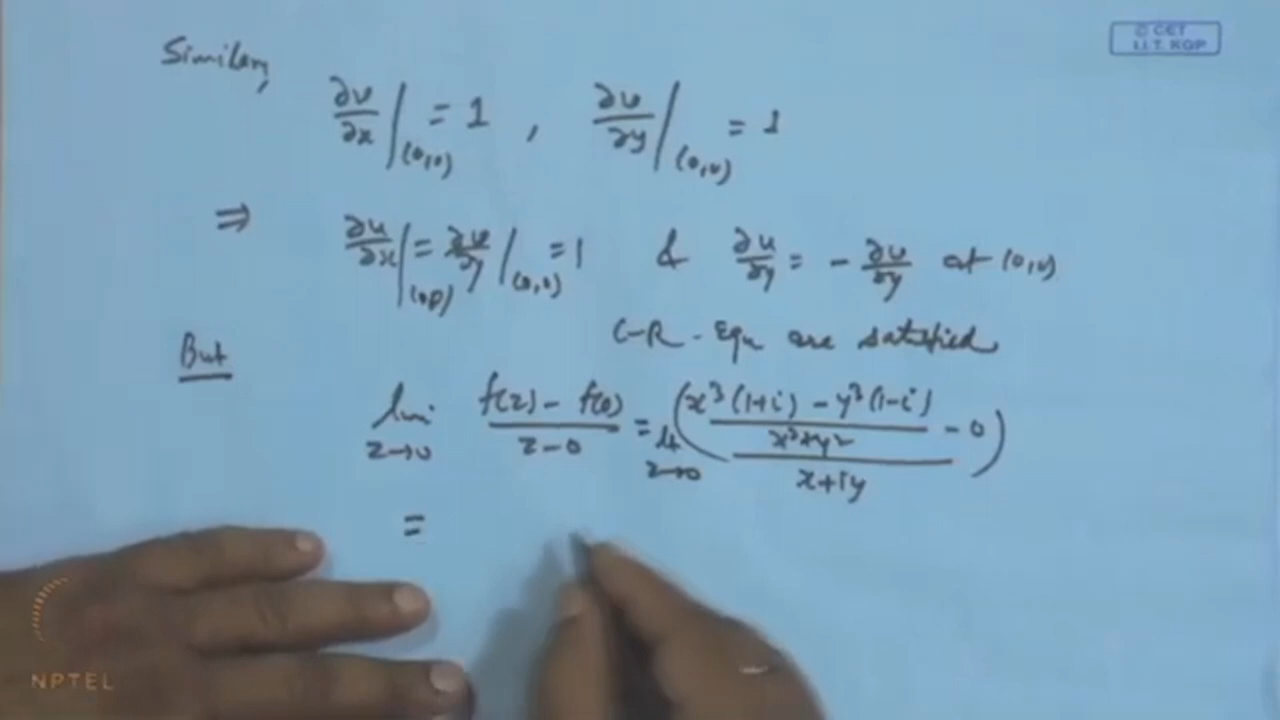 © CET
I.I.T. KGP
Similarly,
∂v/∂x |(0,0) = 1 , ∂v/∂y |(0,0) = 1
⇒ ∂u/∂x |(0,0) = ∂v/∂y |(0,0) = 1 & ∂u/∂y = - ∂v/∂y at (0,0)
C-R-Equ are satisfied
But
lim z→0 (f(z) - f(0))/(z-0) = lt z→0 ( ((x³(1+i) - y³(1-i))/(x²+y²) - 0)/(x+iy) )
=
NPTEL